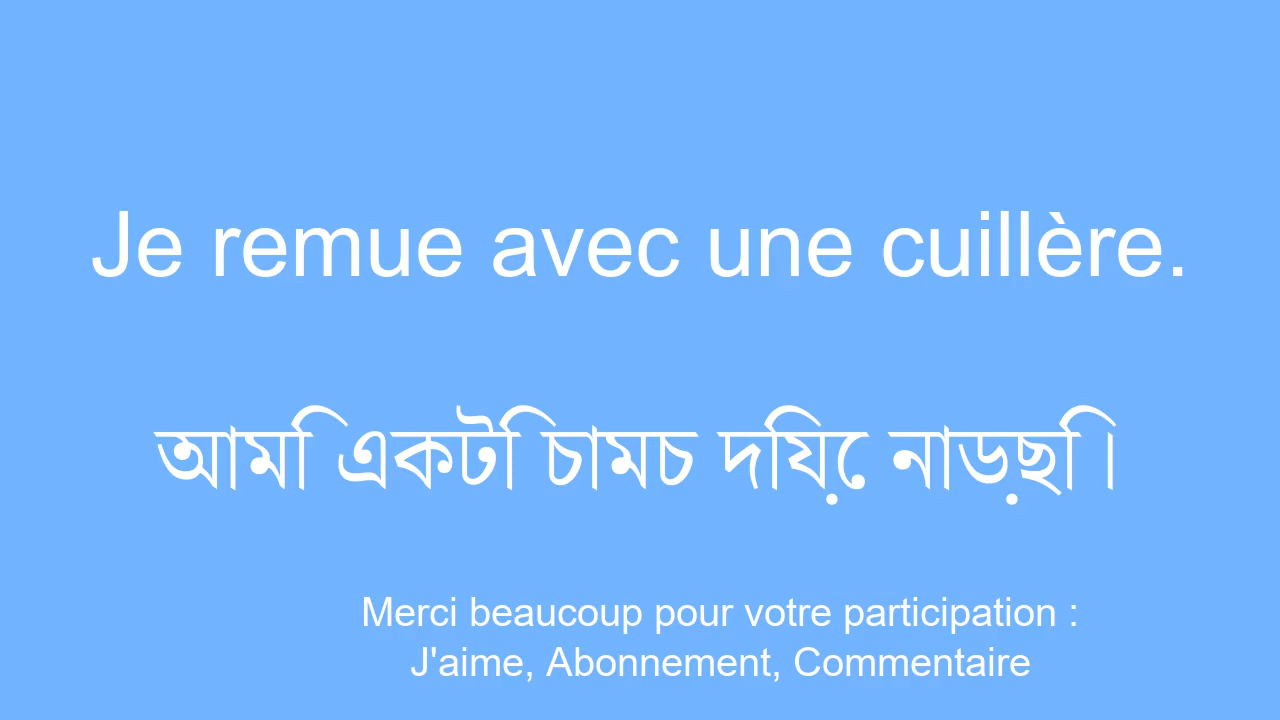 Je remue avec une cuillère.
আমি একটি চামচ দিয়ে নাড়ছি।
Merci beaucoup pour votre participation :
J'aime, Abonnement, Commentaire